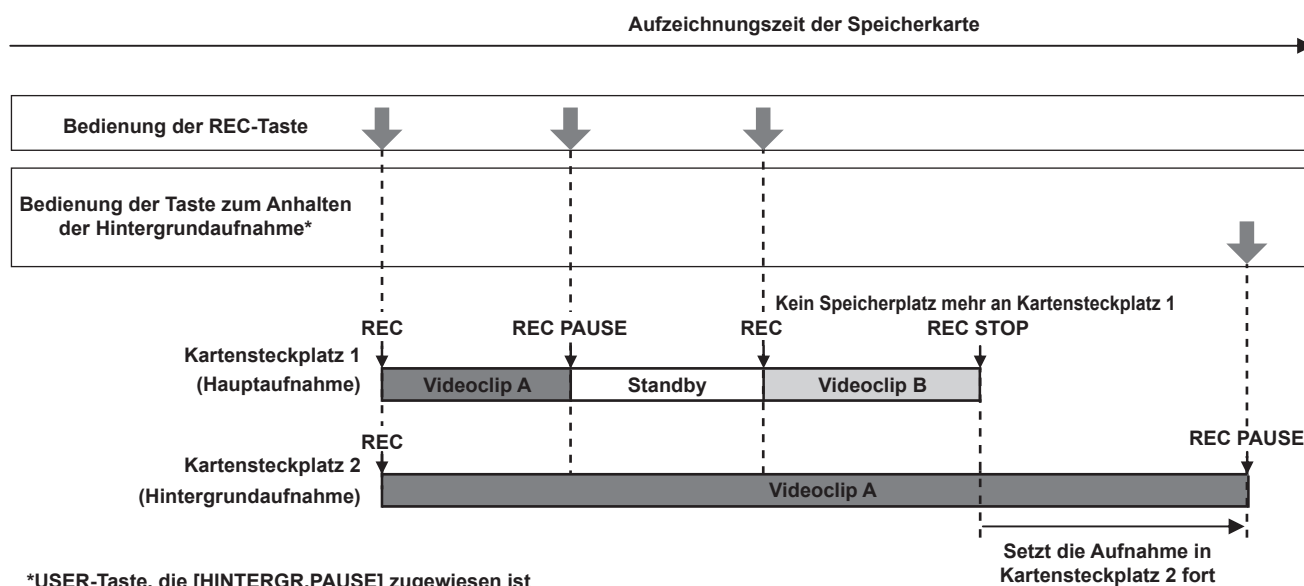 Aufzeichnungszeit der Speicherkarte
Bedienung der REC-Taste
Bedienung der Taste zum Anhalten
der Hintergrundaufnahme*
Kein Speicherplatz mehr an Kartensteckplatz 1
REC
REC PAUSE
REC
REC STOP
Kartensteckplatz 1
(Hauptaufnahme)
Videoclip A
Standby
Videoclip B
REC
REC PAUSE
Kartensteckplatz 2
(Hintergrundaufnahme)
Videoclip A
Setzt die Aufnahme in
Kartensteckplatz 2 fort
*USER-Taste, die [HINTERGR.PAUSE] zugewiesen ist